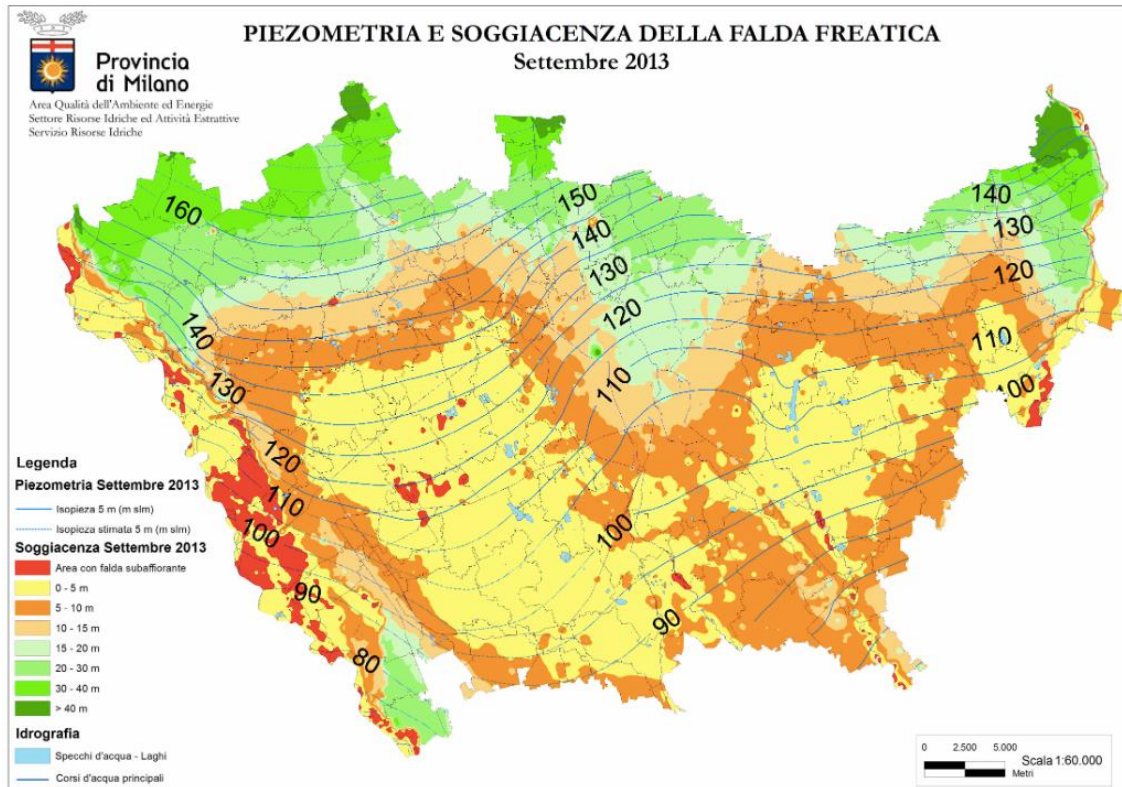 PIEZOMETRIA E SOGGIACENZA DELLA FALDA FREATICA
Settembre 2013
Provincia
di Milano
Area Qualità dell'Ambiente ed Energie
Settore Risorse Idriche ed Attività Estrattive
Servizio Risorse Idriche
160
150
140
130
120
110
140
130
120
110
100
140
130
120
110
100
90
80
100
90
Legenda
Piezometria Settembre 2013
Isopieza 5 m (m slm)
Isopieza stimata 5 m (m slm)
Soggiacenza Settembre 2013
Area con falda subaffiorante
0 - 5 m
5 - 10 m
10 - 15 m
15 - 20 m
20 - 30 m
30 - 40 m
> 40 m
Idrografia
Specchi d'acqua - Laghi
Corsi d'acqua principali
0 2.500 5.000
Scala 1:60.000
Metri